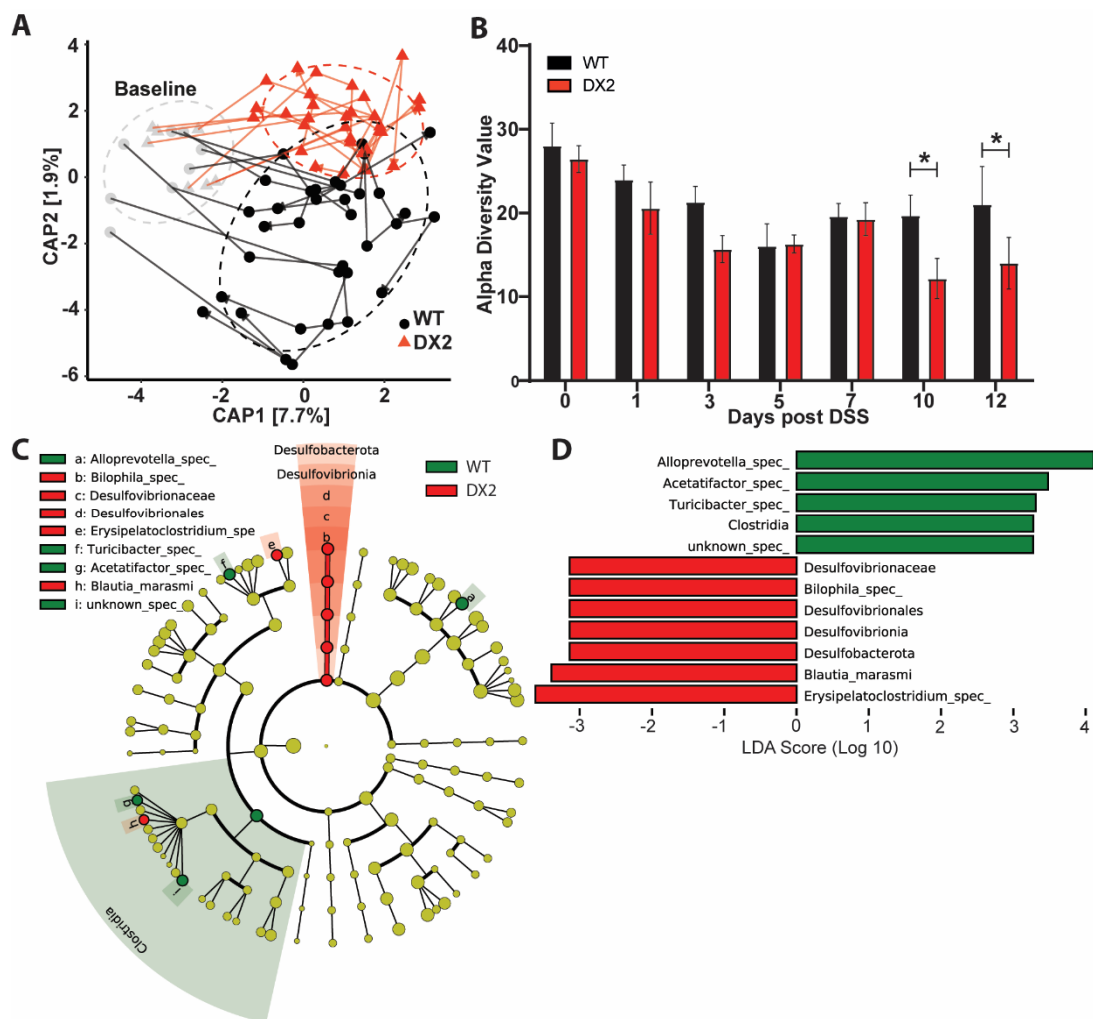 A
4
2
0
-2
-4
-6
CAP2 [1.9%]
Baseline
WT
DX2
-4
-2
0
2
CAP1 [7.7%]
B
40
30
20
10
0
Alpha Diversity Value
WT
DX2
*
*
0 1 3 5 7 10 12
Days post DSS
C
a: Alloprevotella_spec_
b: Bilophila_spec_
c: Desulfovibrionaceae
d: Desulfovibrionales
e: Erysipelatoclostridium_spe
f: Turicibacter_spec_
g: Acetatifactor_spec_
h: Blautia_marasmi
i: unknown_spec_
Desulfobacterota
Desulfovibrionia
d
c
b
e
f
a
g
h
i
Clostridia
WT
DX2
D
Alloprevotella_spec_
Acetatifactor_spec_
Turicibacter_spec_
Clostridia
unknown_spec_
Desulfovibrionaceae
Bilophila_spec_
Desulfovibrionales
Desulfovibrionia
Desulfobacterota
Blautia_marasmi
Erysipelatoclostridium_spec_
-3 -2 -1 0 1 2 3 4
LDA Score (Log 10)